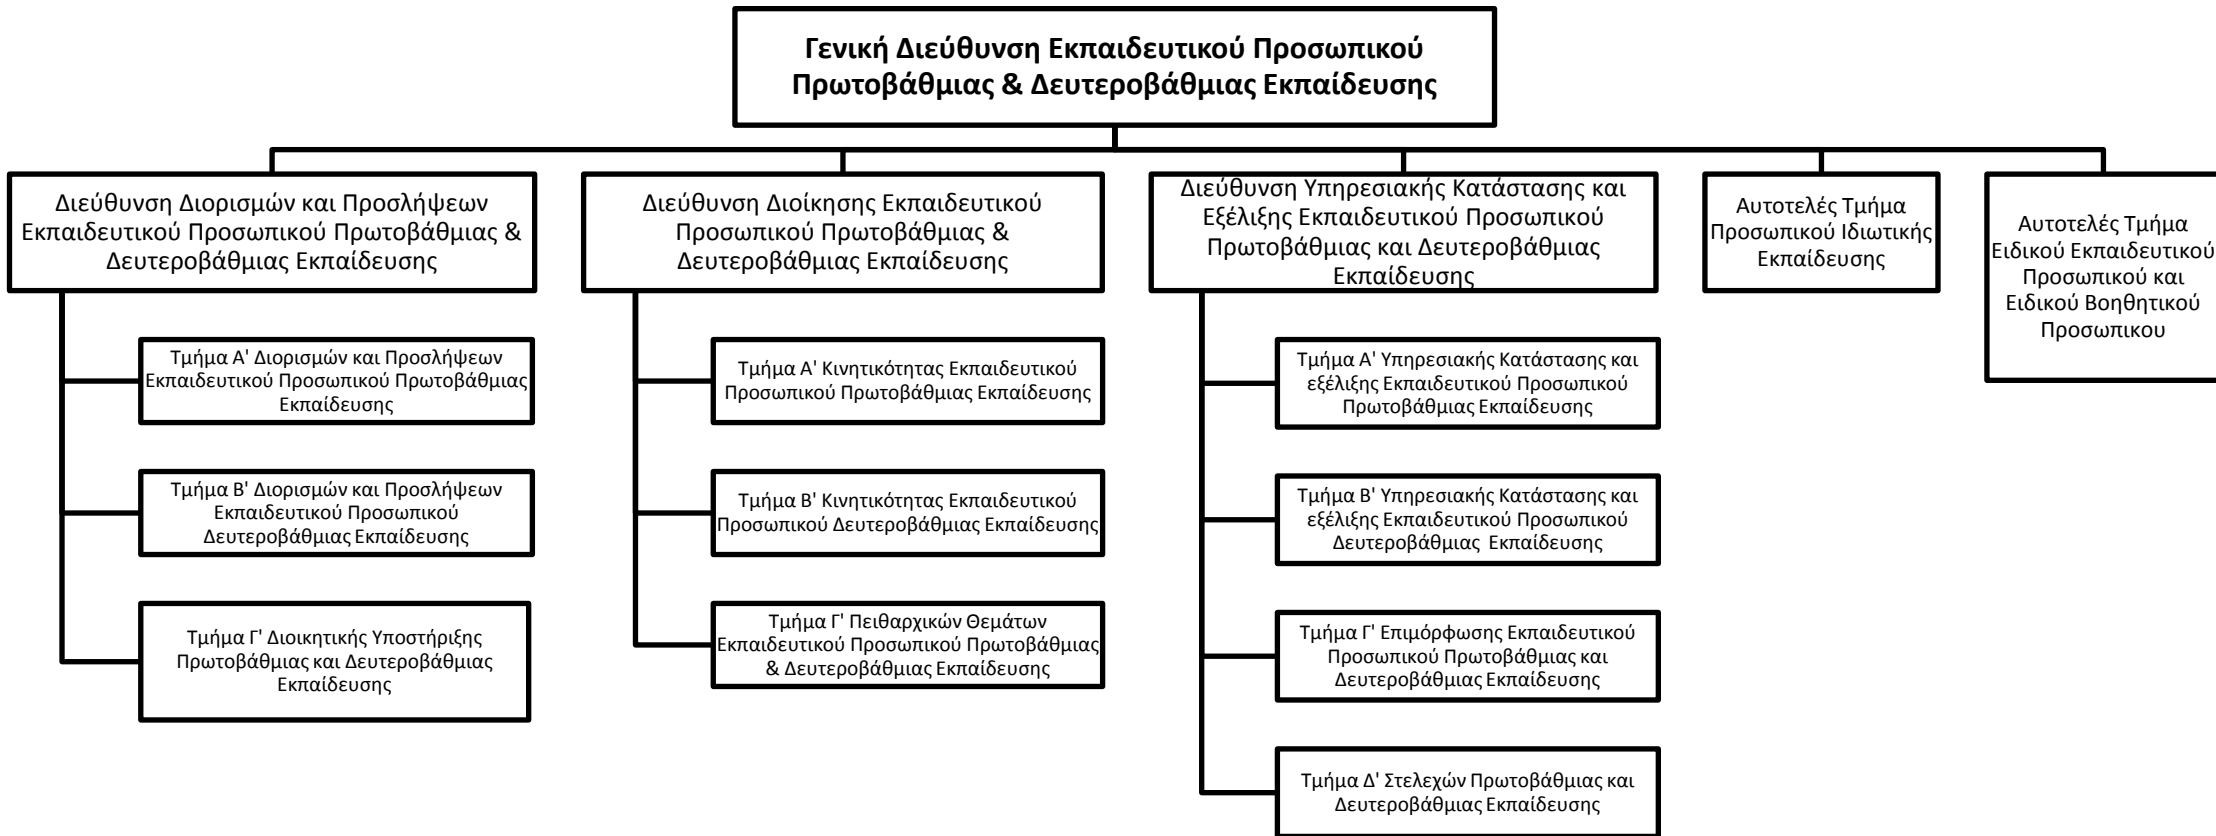 Γενική Διεύθυνση Εκπαιδευτικού Προσωπικού
Πρωτοβάθμιας & Δευτεροβάθμιας Εκπαίδευσης
Διεύθυνση Διορισμών και Προσλήψεων
Εκπαιδευτικού Προσωπικού Πρωτοβάθμιας &
Δευτεροβάθμιας Εκπαίδευσης
Τμήμα Α' Διορισμών και Προσλήψεων
Εκπαιδευτικού Προσωπικού Πρωτοβάθμιας
Εκπαίδευσης
Τμήμα Β' Διορισμών και Προσλήψεων
Εκπαιδευτικού Προσωπικού
Δευτεροβάθμιας Εκπαίδευσης
Τμήμα Γ' Διοικητικής Υποστήριξης
Πρωτοβάθμιας και Δευτεροβάθμιας
Εκπαίδευσης
Διεύθυνση Διοίκησης Εκπαιδευτικού
Προσωπικού Πρωτοβάθμιας &
Δευτεροβάθμιας Εκπαίδευσης
Τμήμα Α' Κινητικότητας Εκπαιδευτικού
Προσωπικού Πρωτοβάθμιας Εκπαίδευσης
Τμήμα Β' Κινητικότητας Εκπαιδευτικού
Προσωπικού Δευτεροβάθμιας Εκπαίδευσης
Τμήμα Γ' Πειθαρχικών Θεμάτων
Εκπαιδευτικού Προσωπικού Πρωτοβάθμιας
& Δευτεροβάθμιας Εκπαίδευσης
Διεύθυνση Υπηρεσιακής Κατάστασης και
Εξέλιξης Εκπαιδευτικού Προσωπικού
Πρωτοβάθμιας και Δευτεροβάθμιας
Εκπαίδευσης
Τμήμα Α' Υπηρεσιακής Κατάστασης και
εξέλιξης Εκπαιδευτικού Προσωπικού
Πρωτοβάθμιας Εκπαίδευσης
Τμήμα Β' Υπηρεσιακής Κατάστασης και
εξέλιξης Εκπαιδευτικού Προσωπικού
Δευτεροβάθμιας Εκπαίδευσης
Τμήμα Γ' Επιμόρφωσης Εκπαιδευτικού
Προσωπικού Πρωτοβάθμιας και
Δευτεροβάθμιας Εκπαίδευσης
Τμήμα Δ' Στελεχών Πρωτοβάθμιας και
Δευτεροβάθμιας Εκπαίδευσης
Αυτοτελές Τμήμα
Προσωπικού Ιδιωτικής
Εκπαίδευσης
Αυτοτελές Τμήμα
Ειδικού Εκπαιδευτικού
Προσωπικού και
Ειδικού Βοηθητικού
Προσωπικου